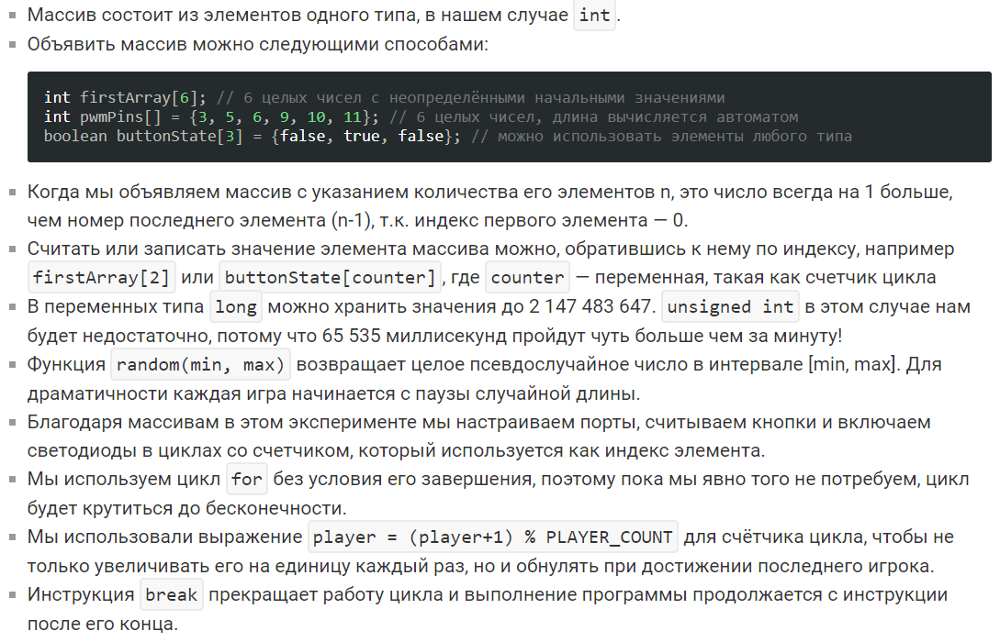 Массив состоит из элементов одного типа, в нашем случае int.
Объявить массив можно следующими способами:
int firstArray[6]; // 6 целых чисел с неопределёнными начальными значениями
int pwmPins[] = {3, 5, 6, 9, 10, 11}; // 6 целых чисел, длина вычисляется автоматом
boolean buttonState[3] = {false, true, false}; // можно использовать элементы любого типа
Когда мы объявляем массив с указанием количества его элементов n, это число всегда на 1 больше,
чем номер последнего элемента (n-1), т.к. индекс первого элемента — 0.
Считать или записать значение элемента массива можно, обратившись к нему по индексу, например
firstArray[2] или buttonState[counter], где counter — переменная, такая как счетчик цикла
В переменных типа long можно хранить значения до 2 147 483 647. unsigned int в этом случае нам
будет недостаточно, потому что 65 535 миллисекунд пройдут чуть больше чем за минуту!
Функция random(min, max) возвращает целое псевдослучайное число в интервале [min, max]. Для
драматичности каждая игра начинается с паузы случайной длины.
Благодаря массивам в этом эксперименте мы настраиваем порты, считываем кнопки и включаем
светодиоды в циклах со счетчиком, который используется как индекс элемента.
Мы используем цикл for без условия его завершения, поэтому пока мы явно того не потребуем, цикл
будет крутиться до бесконечности.
Мы использовали выражение player = (player+1) % PLAYER_COUNT для счётчика цикла, чтобы не
только увеличивать его на единицу каждый раз, но и обнулять при достижении последнего игрока.
Инструкция break прекращает работу цикла и выполнение программы продолжается с инструкции
после его конца.